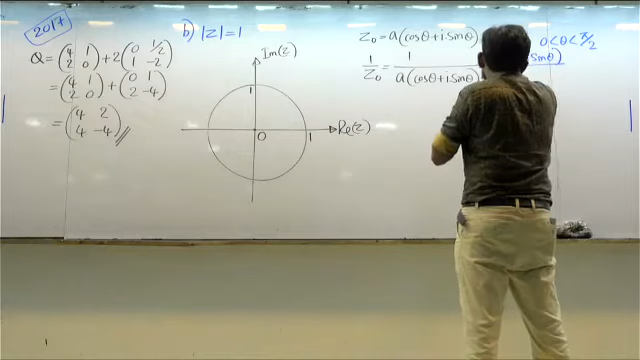 2017
Q = (4 1 / 2 0) + 2(0 1/2 / 1 -2)
= (4 1 / 2 0) + (0 1 / 2 -4)
= (4 2 / 4 -4)
b) |Z|=1
Im(z)
1
O
1
Re(z)
Z₀ = a(cosθ + i sinθ)
0<θ<π/2
1/Z₀ = 1/a(cosθ + i sinθ)
sinθ)